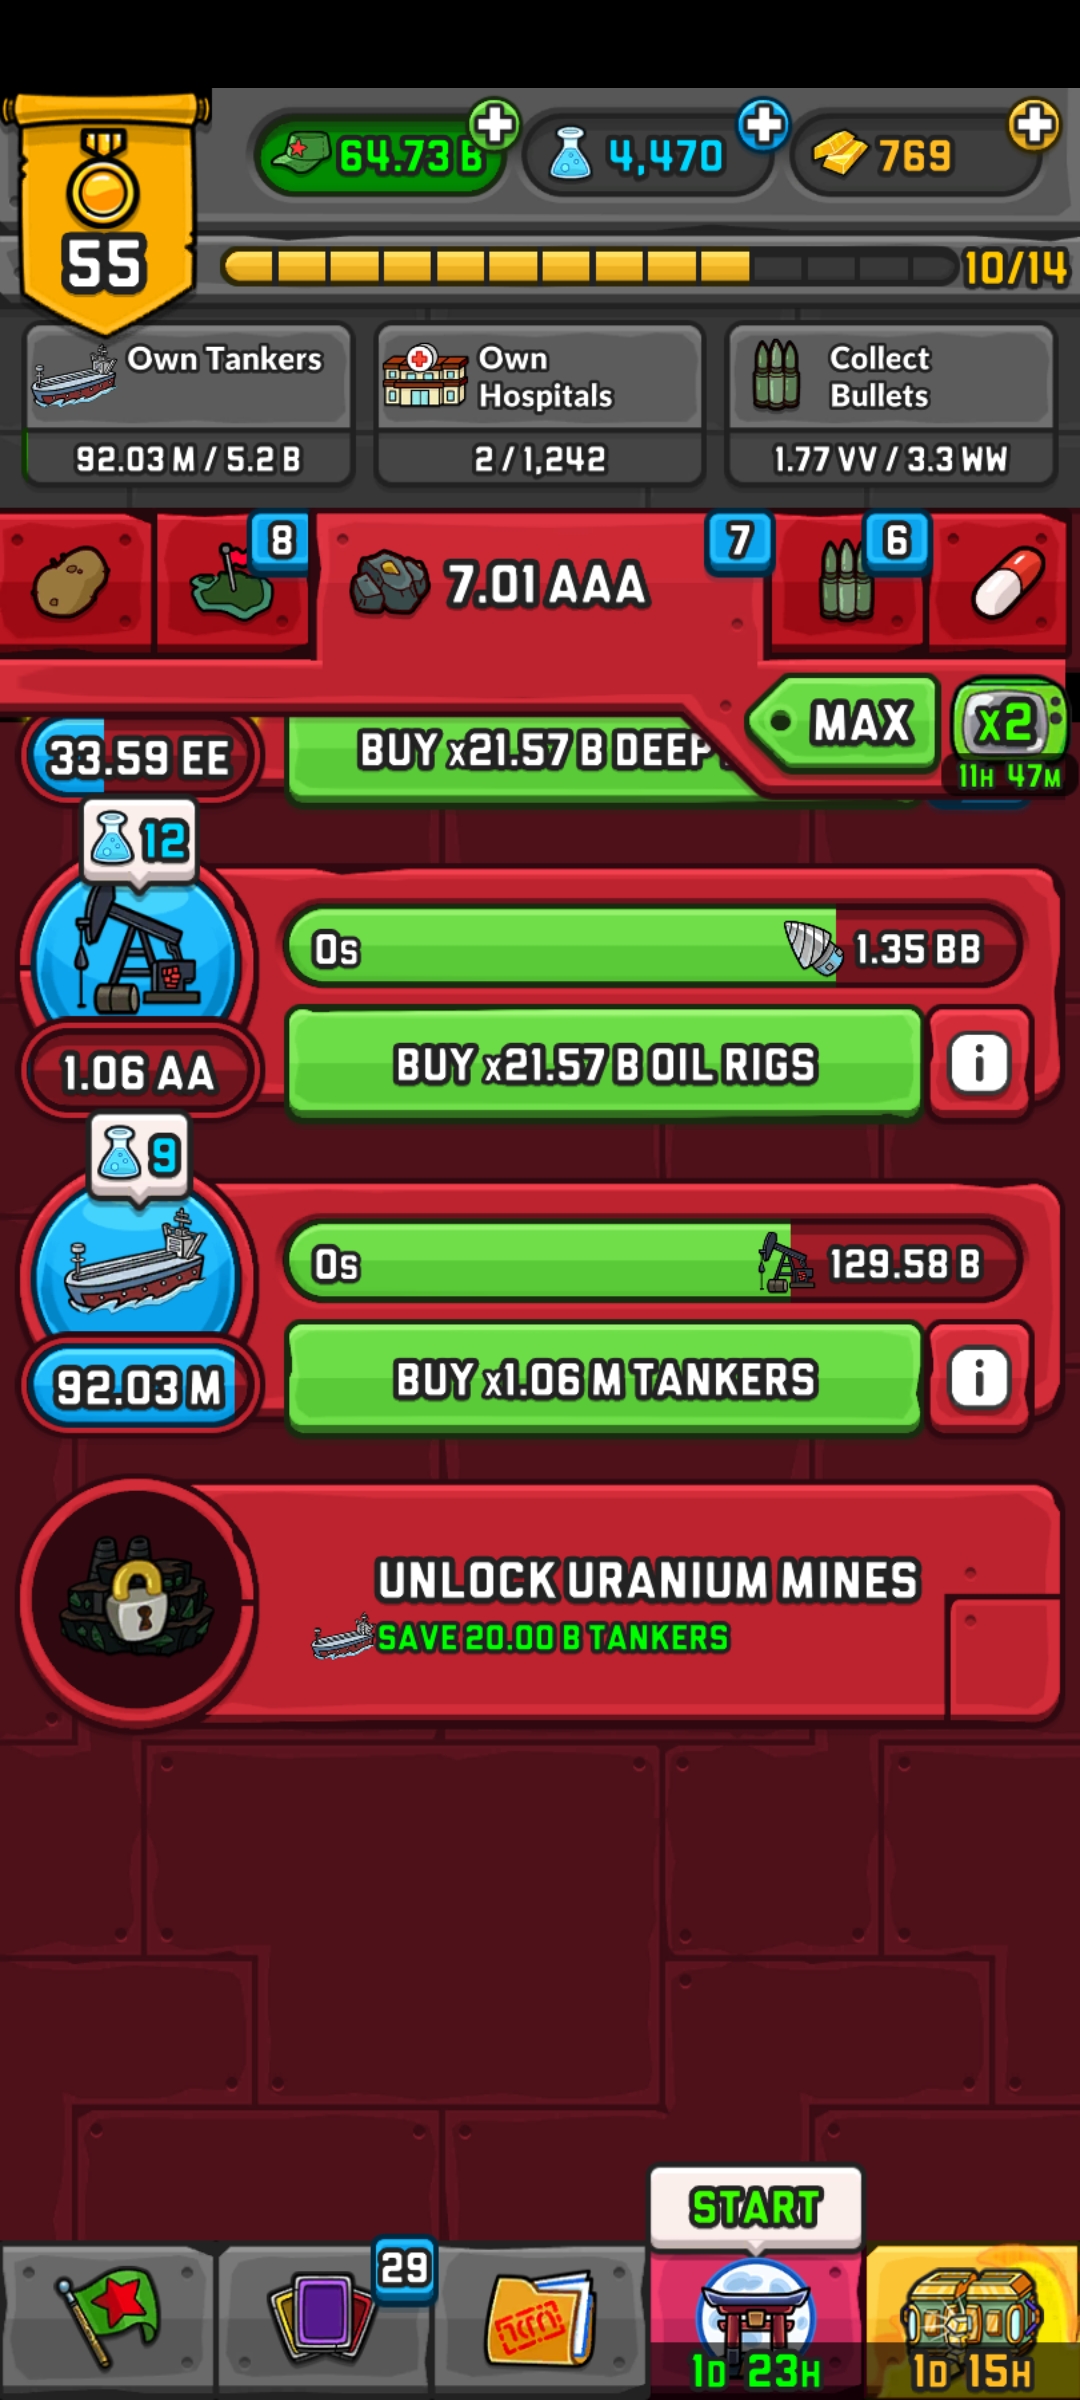 64.73 B
4,470
769
55
10/14
Own Tankers
92.03 M / 5.2 B
Own
Hospitals
2 / 1,242
Collect
Bullets
1.77 VV / 3.3 WW
8
7.01 AAA
7
6
MAX
x2
11H 47M
33.59 EE
BUY x21.57 B DEEP
12
0s
1.35 BB
1.06 AA
BUY x21.57 B OIL RIGS
i
9
0s
129.58 B
92.03 M
BUY x1.06 M TANKERS
i
UNLOCK URANIUM MINES
SAVE 20.00 B TANKERS
START
29
1D 23H
1D 15H